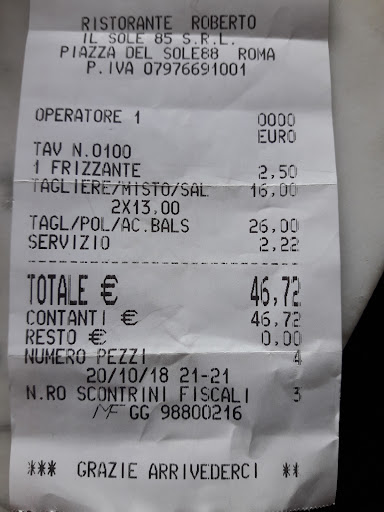 RISTORANTE ROBERTO
IL SOLE 85 S.R.L.
PIAZZA DEL SOLE88 ROMA
P.IVA 07976691001
OPERATORE 1 0000
EURO
TAV N.0100
1 FRIZZANTE 2,50
TAGLIERE/MISTO/SAL 16,00
2X13,00
TAGL/POL/AC.BALS 26,00
SERVIZIO 2,22
TOTALE € 46,72
CONTANTI € 46,72
RESTO € 0,00
NUMERO PEZZI 4
20/10/18 21-21
N.RO SCONTRINI FISCALI 3
MF GG 98800216
*** GRAZIE ARRIVEDERCI **